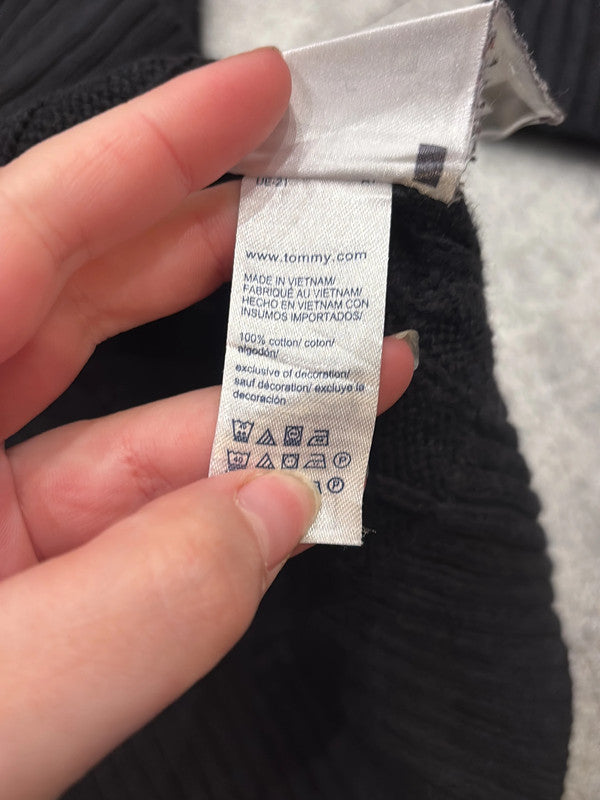 www.tommy.com
MADE IN VIETNAM/
FABRIQUÉ AU VIETNAM/
HECHO EN VIETNAM CON
INSUMOS IMPORTADOS/
100% cotton/ coton/
algodón/
exclusive of decoration/
sauf décoration/ excluye la
decoración
40
P
P